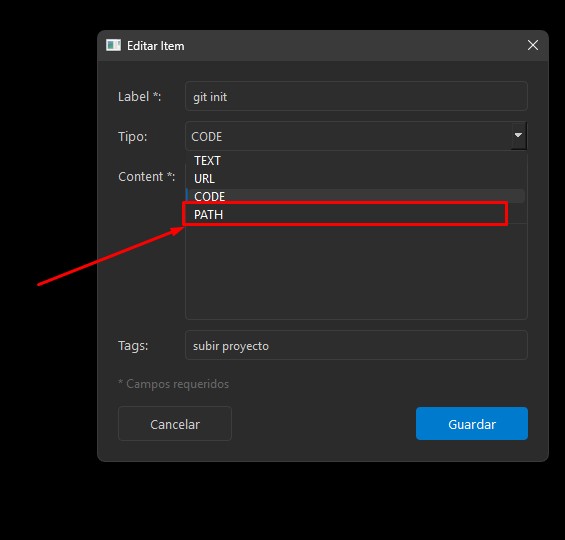 Editar Item
Label *: git init
Tipo: CODE
TEXT
URL
Content *:
CODE
PATH
Tags: subir proyecto
* Campos requeridos
Cancelar Guardar